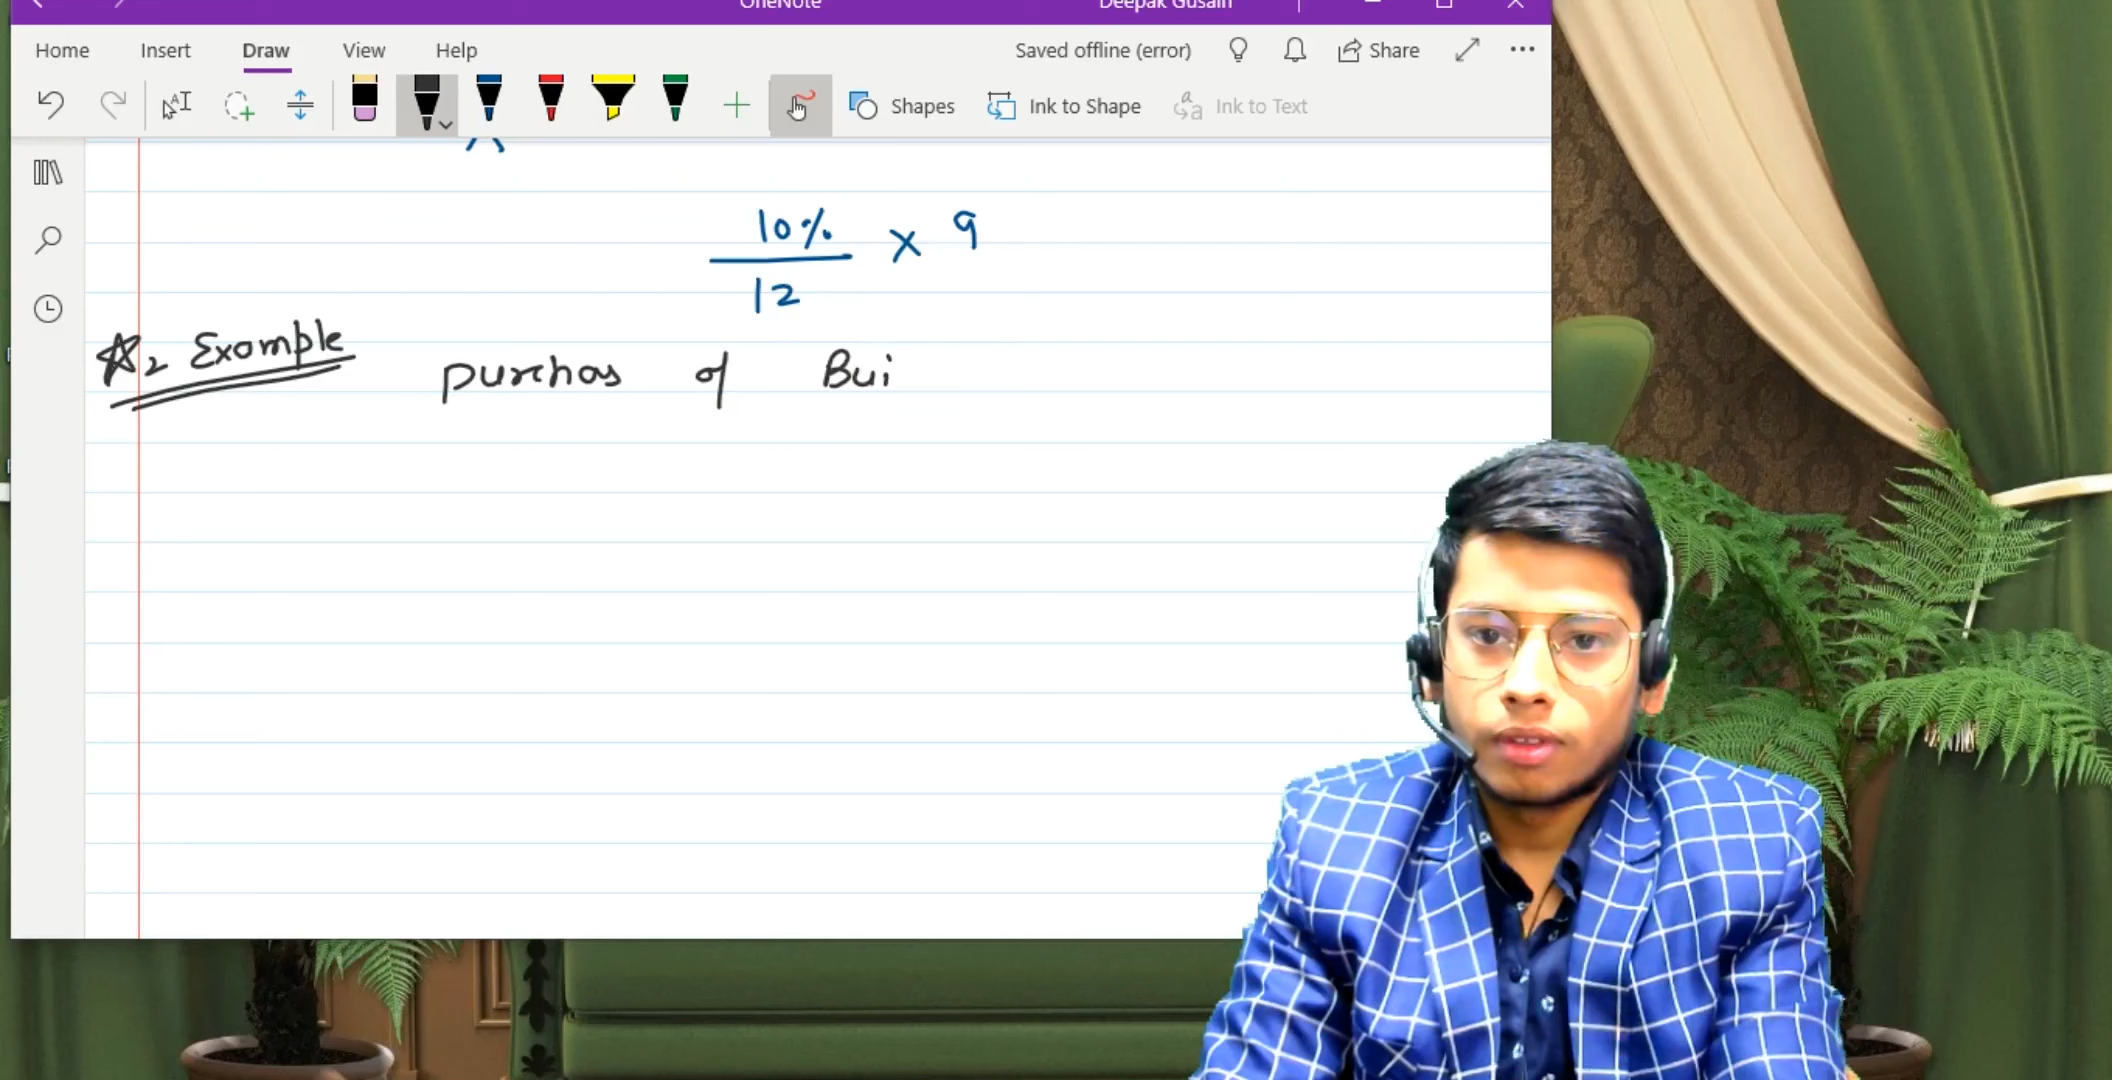 OneNote Deepak Gusain
Home Insert Draw View Help Saved offline (error) Share
Shapes Ink to Shape Ink to Text
10% × 9
12
2 Example purchas of Bui